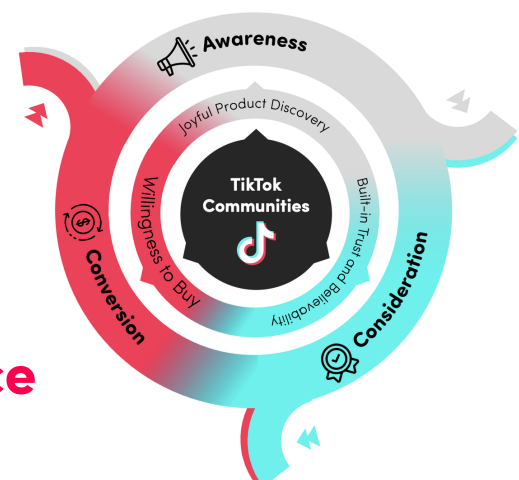 Awareness
Joyful Product Discovery
TikTok
Communities
Built-in Trust and Believability
Consideration
Willingness to Buy
Conversion
ce